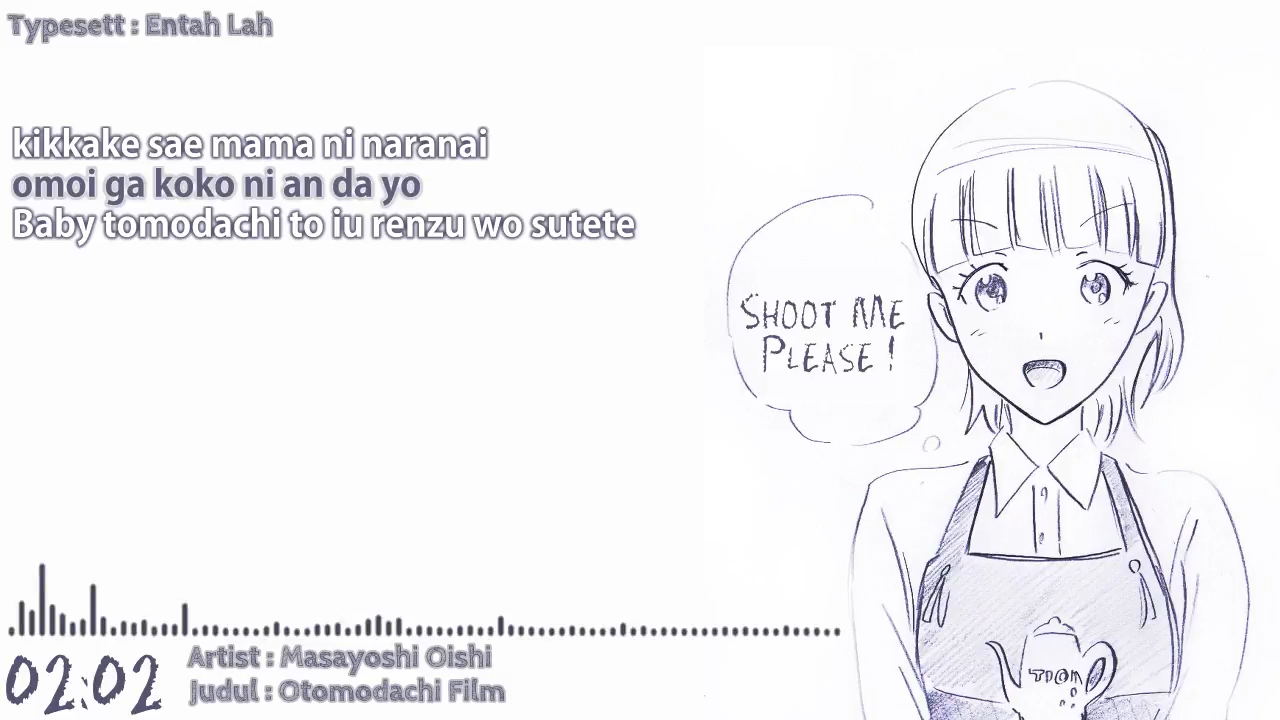 Typesett : Entah Lah
kikkake sae mama ni naranai
omoi ga koko ni an da yo
Baby tomodachi to iu renzu wo sutete
SHOOT ME
PLEASE !
TION
02:02
Artist : Masayoshi Oishi
Judul : Otomodachi Film